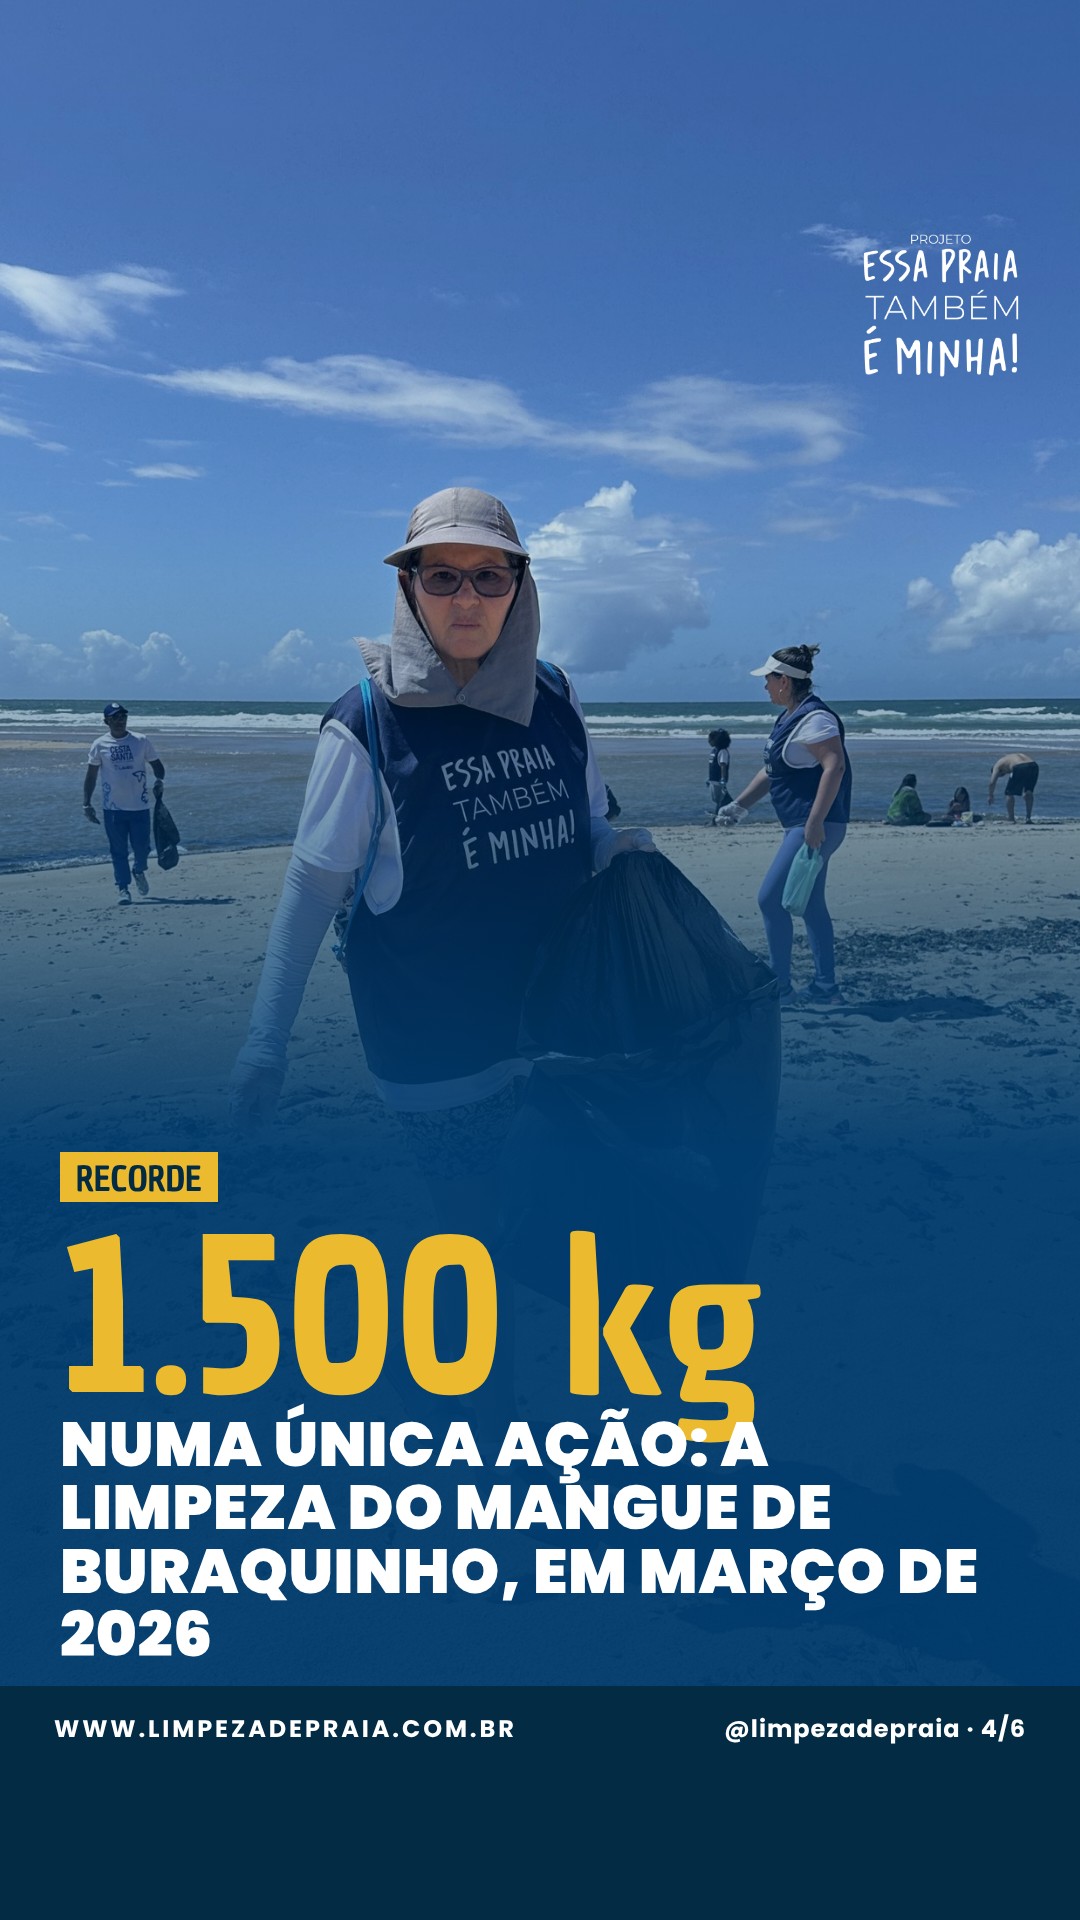 PROJETO
ESSA PRAIA
TAMBÉM
É MINHA!
CESTA
SANTA
ESSA PRAIA
TAMBÉM
É MINHA!
RECORDE
1.500 kg
NUMA ÚNICA AÇÃO: A
LIMPEZA DO MANGUE DE
BURAQUINHO, EM MARÇO DE
2026
WWW.LIMPEZADEPRAIA.COM.BR
@limpezadepraia · 4/6